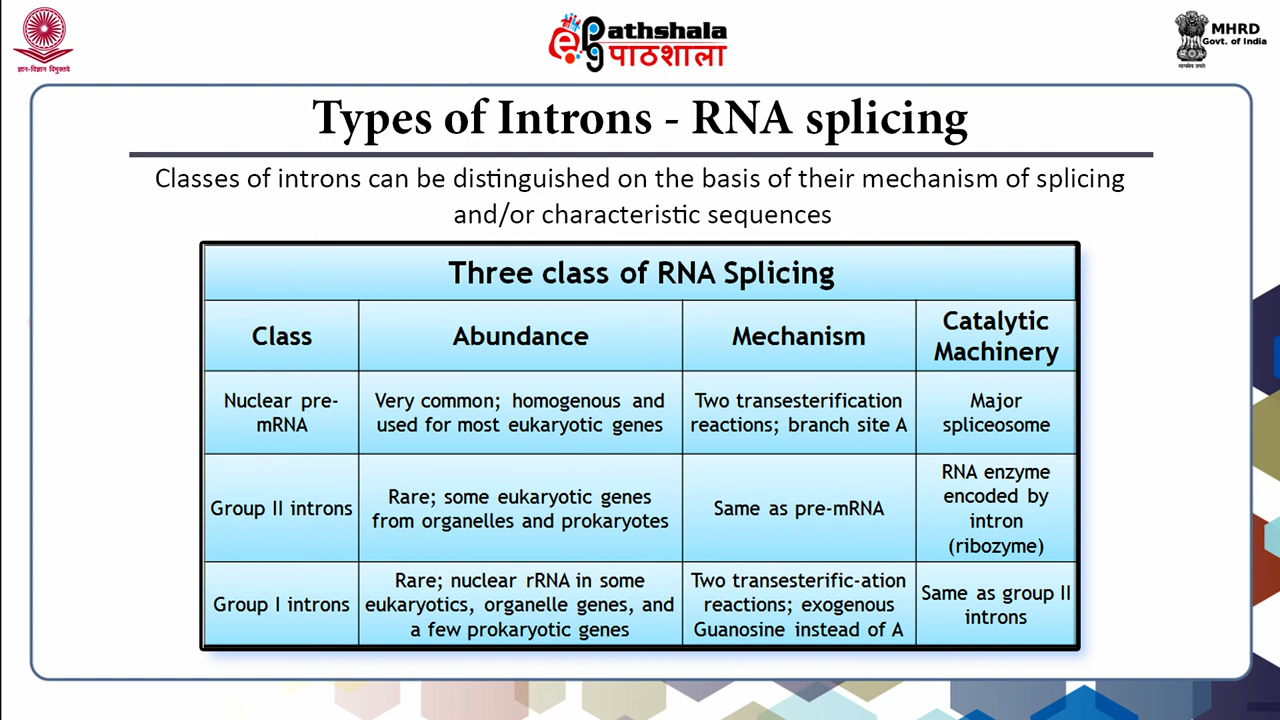 ज्ञान-विज्ञान विमुक्तये
ePG Pathshala
पाठशाला
MHRD
Govt. of India
सत्यमेव जयते
Types of Introns - RNA splicing
Classes of introns can be distinguished on the basis of their mechanism of splicing
and/or characteristic sequences
Three class of RNA Splicing
Class
Abundance
Mechanism
Catalytic
Machinery
Nuclear pre-
mRNA
Very common; homogenous and
used for most eukaryotic genes
Two transesterification
reactions; branch site A
Major
spliceosome
Group II introns
Rare; some eukaryotic genes
from organelles and prokaryotes
Same as pre-mRNA
RNA enzyme
encoded by
intron
(ribozyme)
Group I introns
Rare; nuclear rRNA in some
eukaryotics, organelle genes, and
a few prokaryotic genes
Two transesterific-ation
reactions; exogenous
Guanosine instead of A
Same as group II
introns